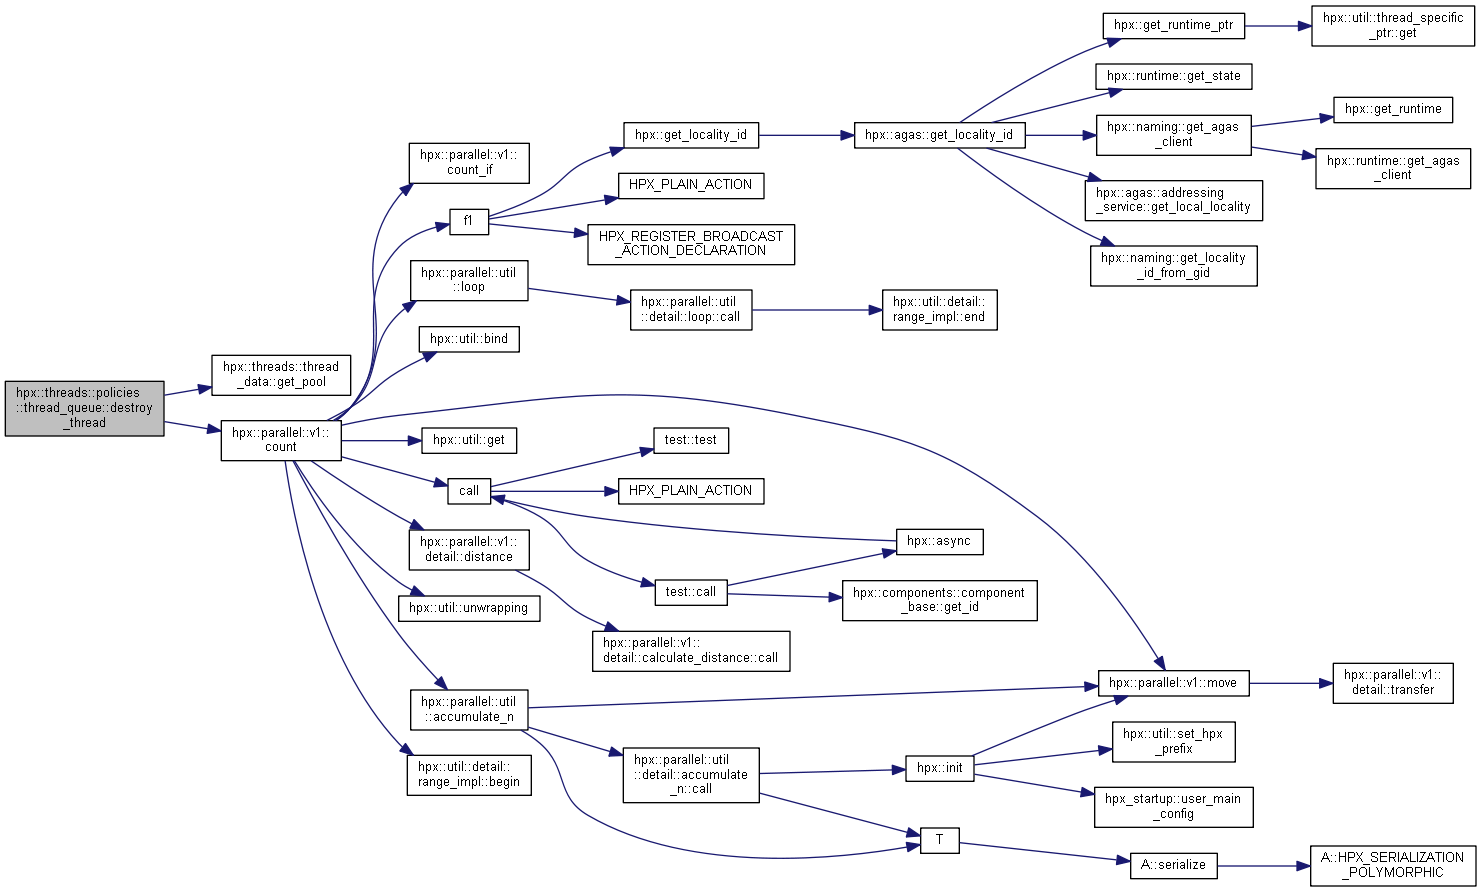 hpx::threads::policies
::thread_queue::destroy
_thread
hpx::threads::thread
_data::get_pool
hpx::parallel::v1::
count
hpx::parallel::v1::
count_if
f1
hpx::parallel::util
::loop
hpx::util::bind
hpx::util::get
call
hpx::parallel::v1::
detail::distance
hpx::util::unwrapping
hpx::parallel::util
::accumulate_n
hpx::util::detail::
range_impl::begin
hpx::get_locality_id
HPX_PLAIN_ACTION
HPX_REGISTER_BROADCAST
_ACTION_DECLARATION
hpx::parallel::util
::detail::loop::call
test::test
HPX_PLAIN_ACTION
test::call
hpx::parallel::v1::
detail::calculate_distance::call
hpx::parallel::util
::detail::accumulate
_n::call
hpx::agas::get_locality_id
hpx::util::detail::
range_impl::end
hpx::async
hpx::components::component
_base::get_id
hpx::init
T
hpx::get_runtime_ptr
hpx::runtime::get_state
hpx::naming::get_agas
_client
hpx::agas::addressing
_service::get_local_locality
hpx::naming::get_locality
_id_from_gid
hpx::parallel::v1::move
hpx::util::set_hpx
_prefix
hpx_startup::user_main
_config
A::serialize
hpx::util::thread_specific
_ptr::get
hpx::get_runtime
hpx::runtime::get_agas
_client
hpx::parallel::v1::
detail::transfer
A::HPX_SERIALIZATION
_POLYMORPHIC